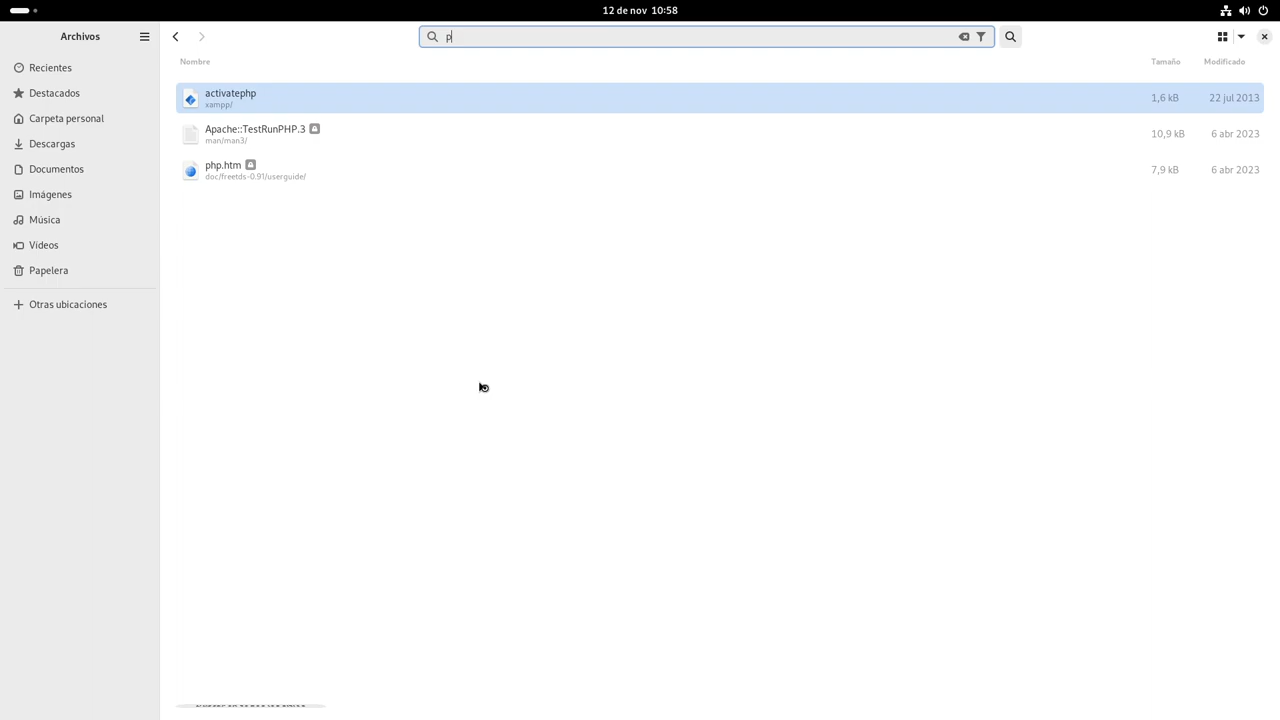 12 de nov 10:58
Archivos
p
Nombre
Tamaño
Modificado
Recientes
Destacados
Carpeta personal
Descargas
Documentos
Imágenes
Música
Vídeos
Papelera
Otras ubicaciones
activatephp
xampp/
1,6 kB
22 jul 2013
Apache::TestRunPHP.3
man/man3/
10,9 kB
6 abr 2023
php.htm
doc/freetds-0.91/userguide/
7,9 kB
6 abr 2023